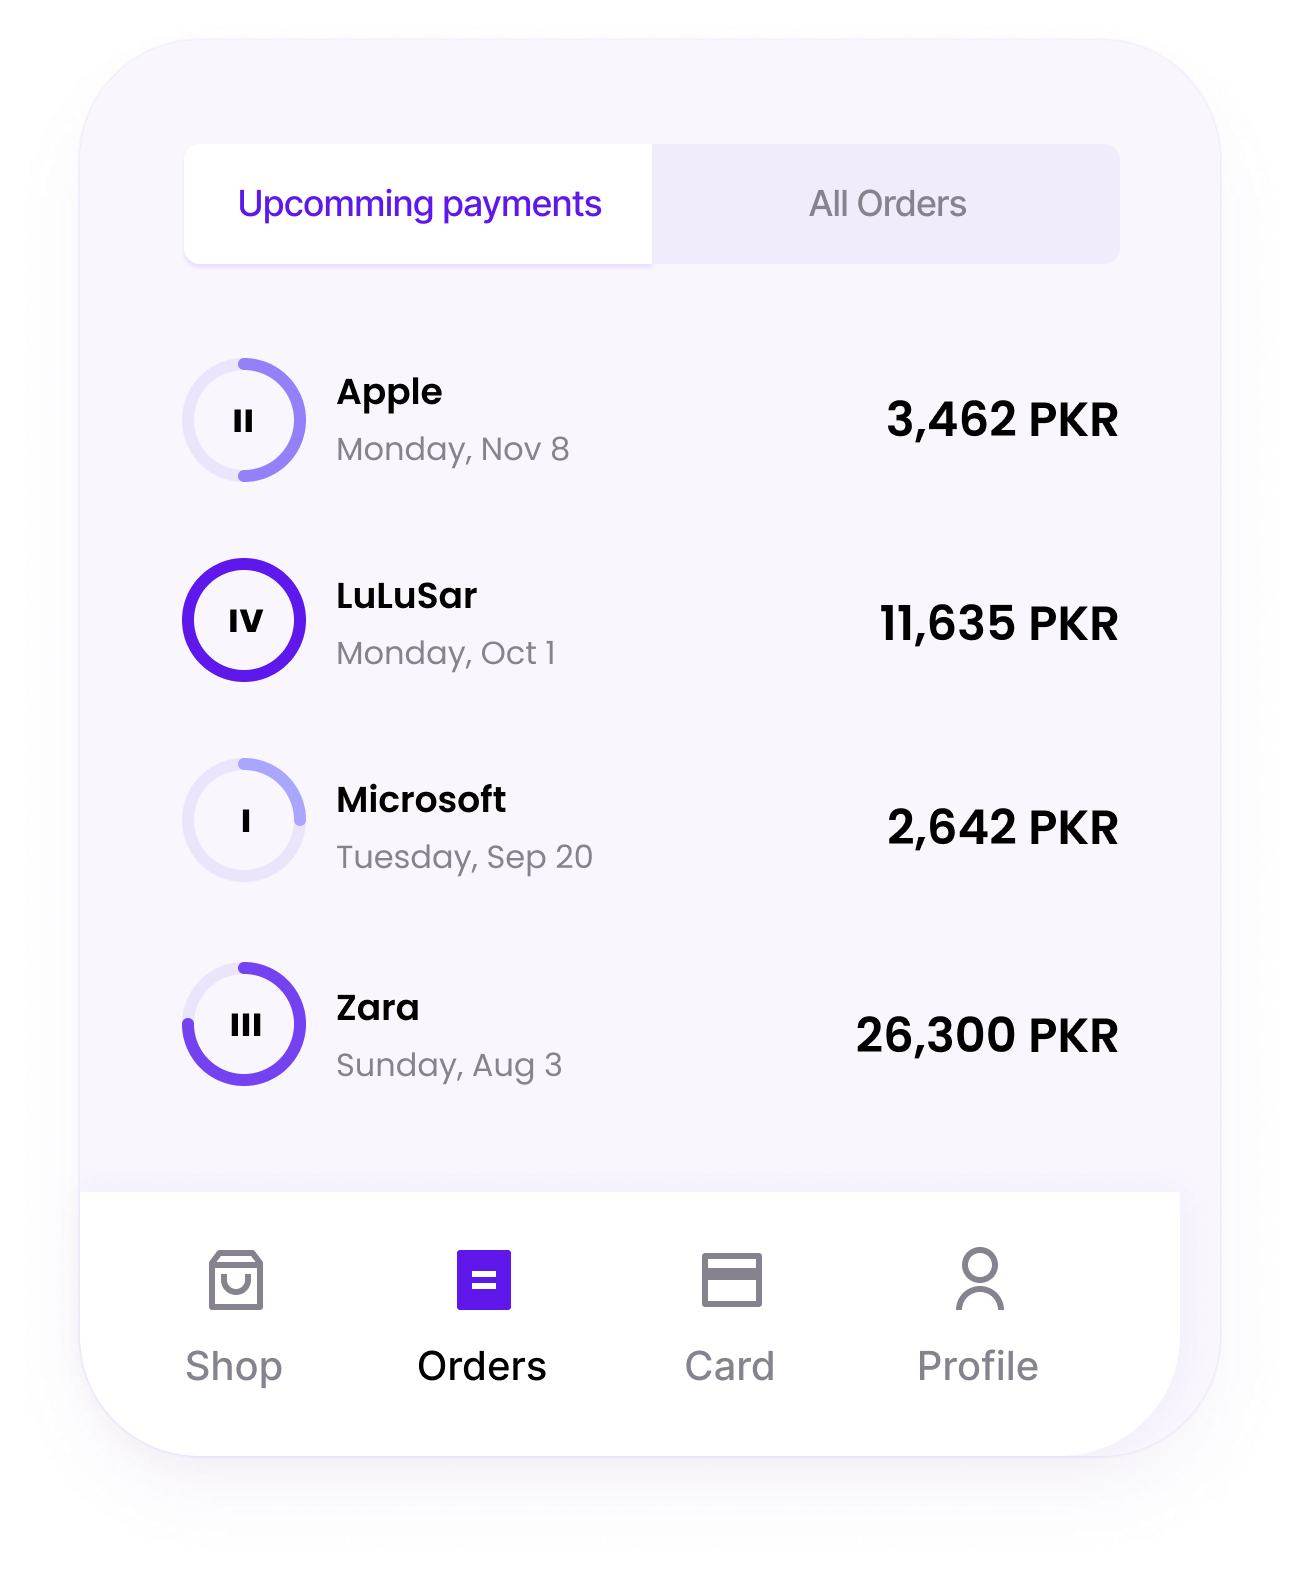 Upcomming payments
All Orders
II
Apple
Monday, Nov 8
3,462 PKR
IV
LuLuSar
Monday, Oct 1
11,635 PKR
I
Microsoft
Tuesday, Sep 20
2,642 PKR
III
Zara
Sunday, Aug 3
26,300 PKR
Shop
Orders
Card
Profile